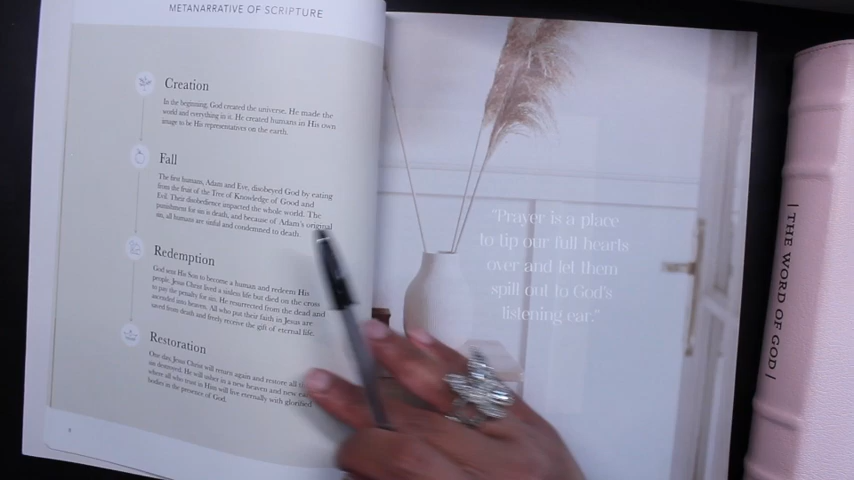 METANARRATIVE OF SCRIPTURE
Creation
In the beginning, God created the universe. He made the
world and everything in it. He created humans in His own
image to be His representatives on the earth.
Fall
The first humans, Adam and Eve, disobeyed God by eating
from the fruit of the Tree of Knowledge of Good and
Evil. Their disobedience impacted the whole world. The
punishment for sin is death, and because of Adam's original
sin, all humans are sinful and condemned to death.
Redemption
God sent His Son to become a human and redeem His
people. Jesus Christ lived a sinless life but died on the cross
to pay the penalty for sin. He resurrected from the dead and
ascended into heaven. All who put their faith in Jesus are
saved from death and freely receive the gift of eternal life.
Restoration
One day, Jesus Christ will return again and restore all
He will usher in a new heaven and new
where all who trust in Him will live eternally with glorified
bodies in the presence of God.
"Prayer is a place
to tip our full hearts
over and let them
spill out to God's
listening ear."
| THE WORD OF GOD |